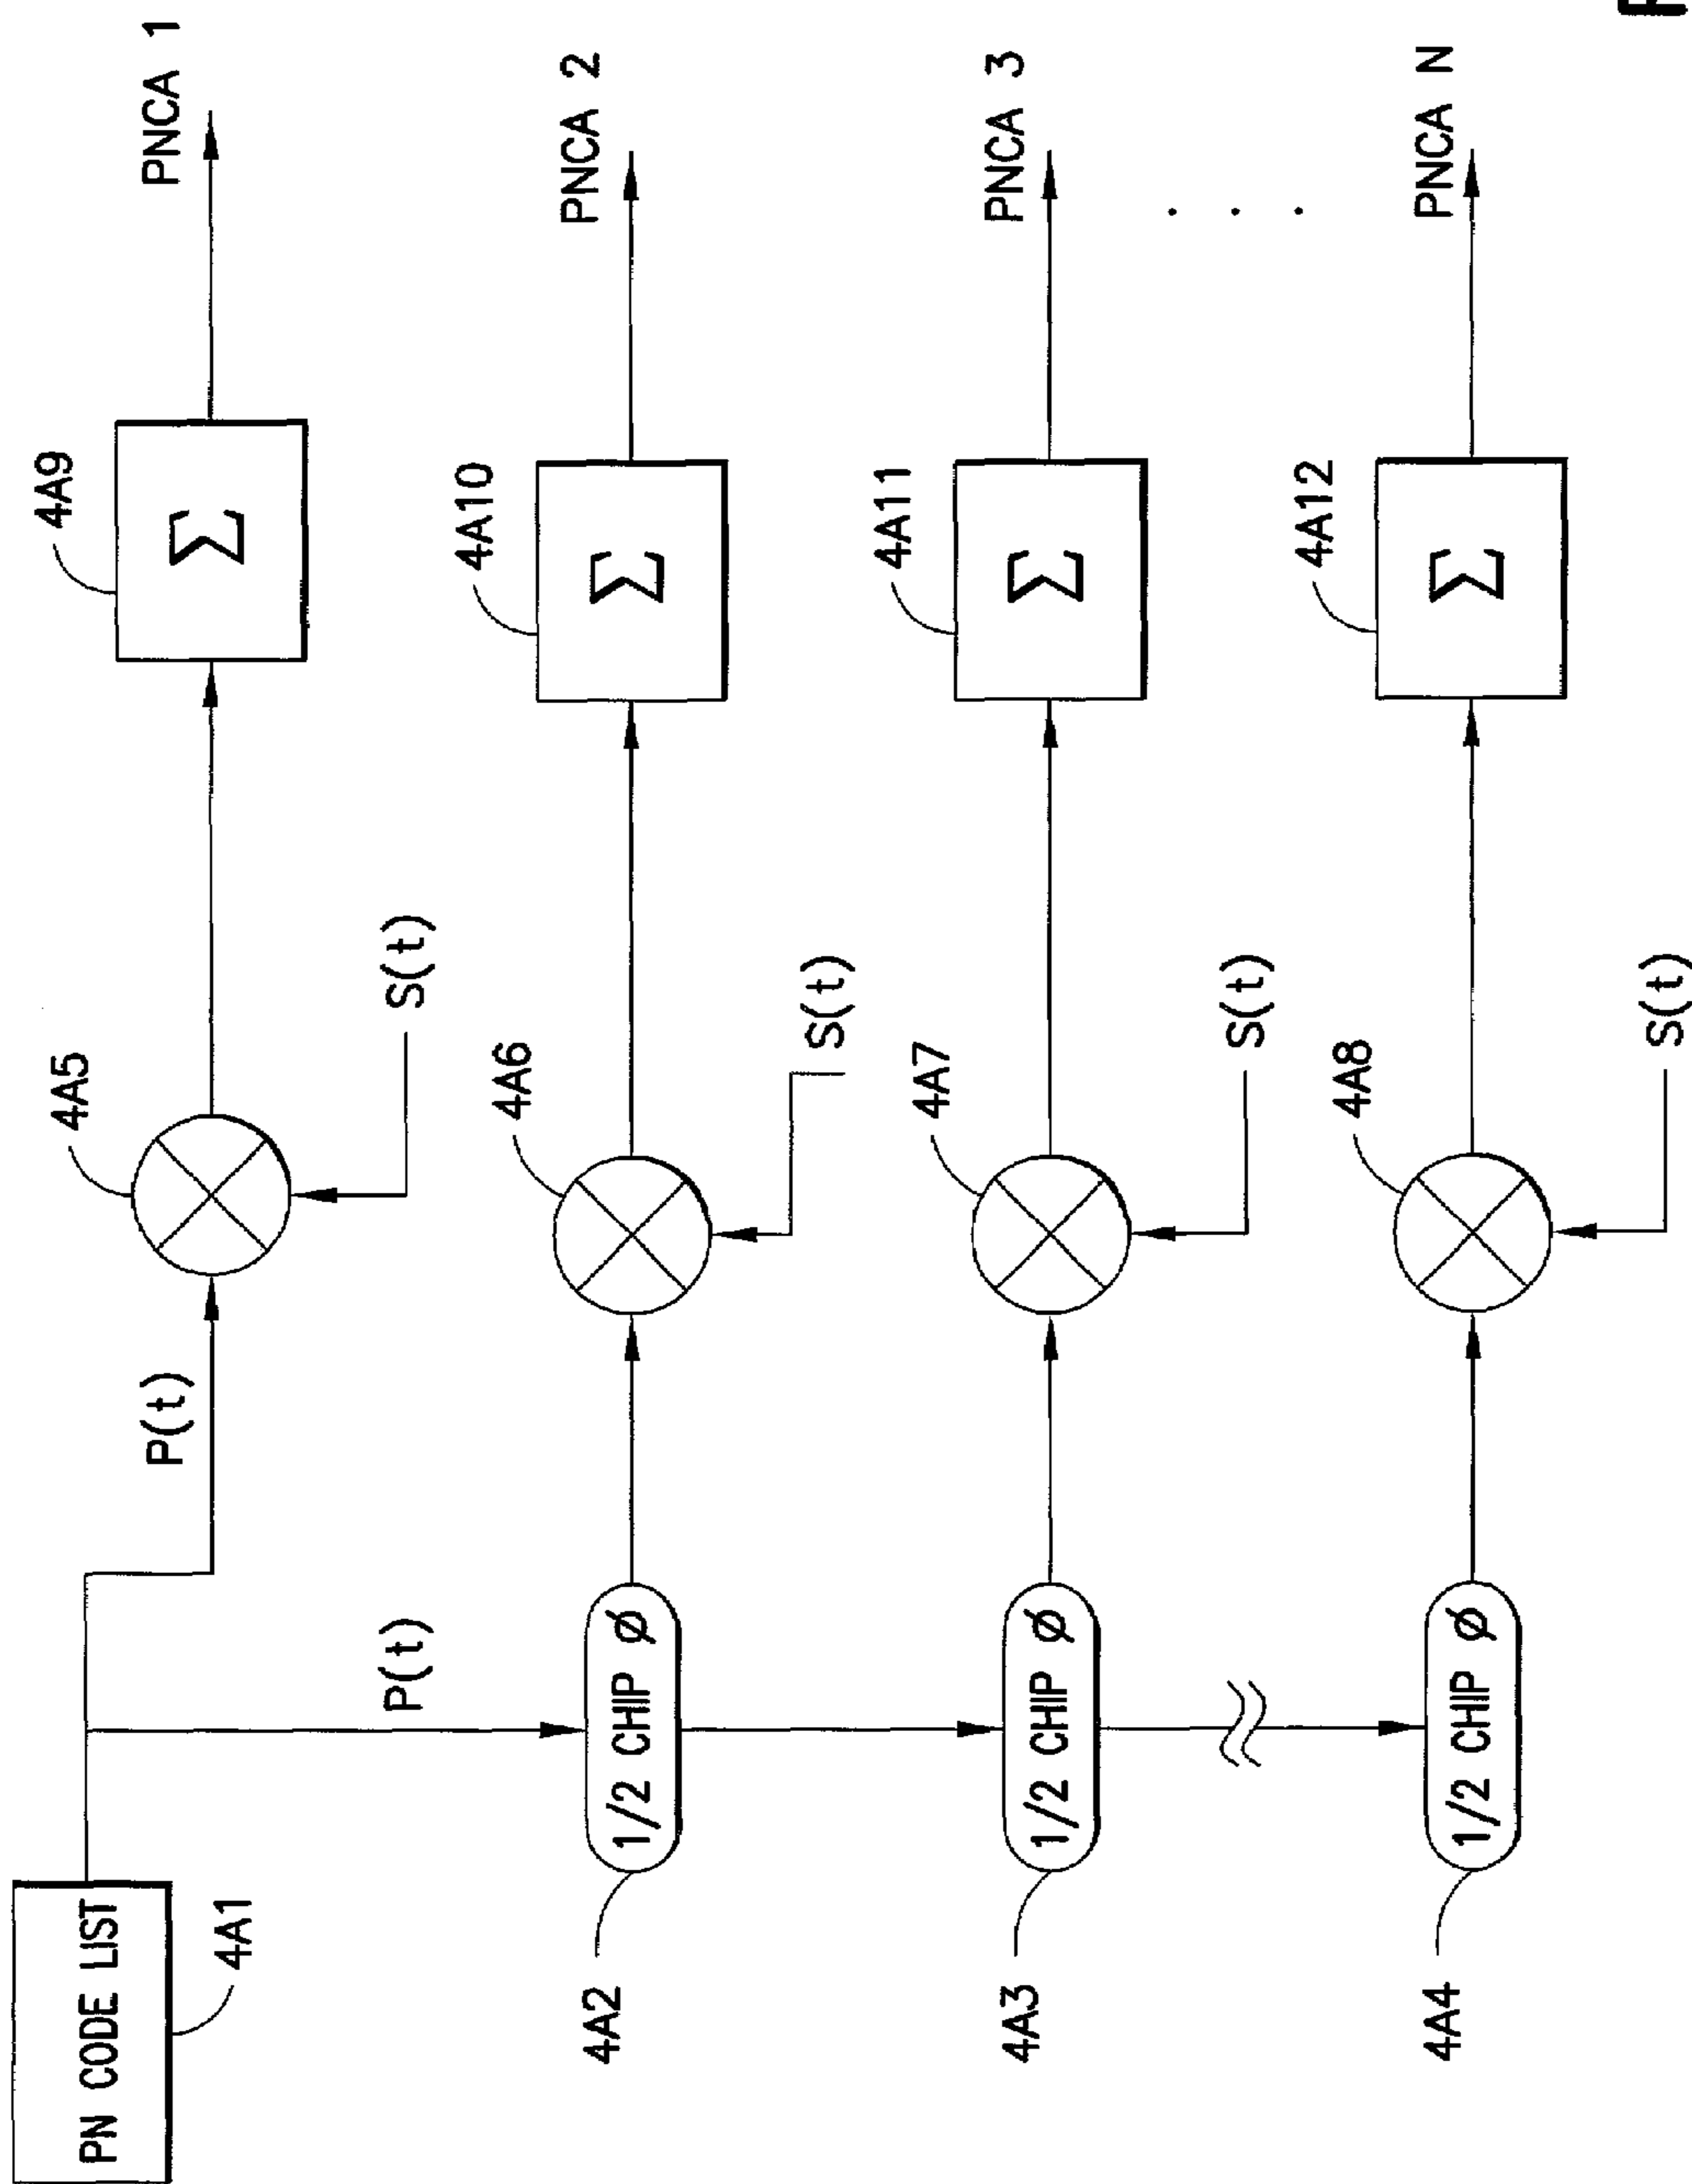 PN CODE LIST
4A1
P(t)
P(t)
4A5
S(t)
4A9
Σ
PNCA 1
4A2
1/2 CHIP Ø
4A6
S(t)
4A10
Σ
PNCA 2
4A3
1/2 CHIP Ø
4A7
S(t)
4A11
Σ
PNCA 3
. . .
4A4
1/2 CHIP Ø
4A8
S(t)
4A12
Σ
PNCA N